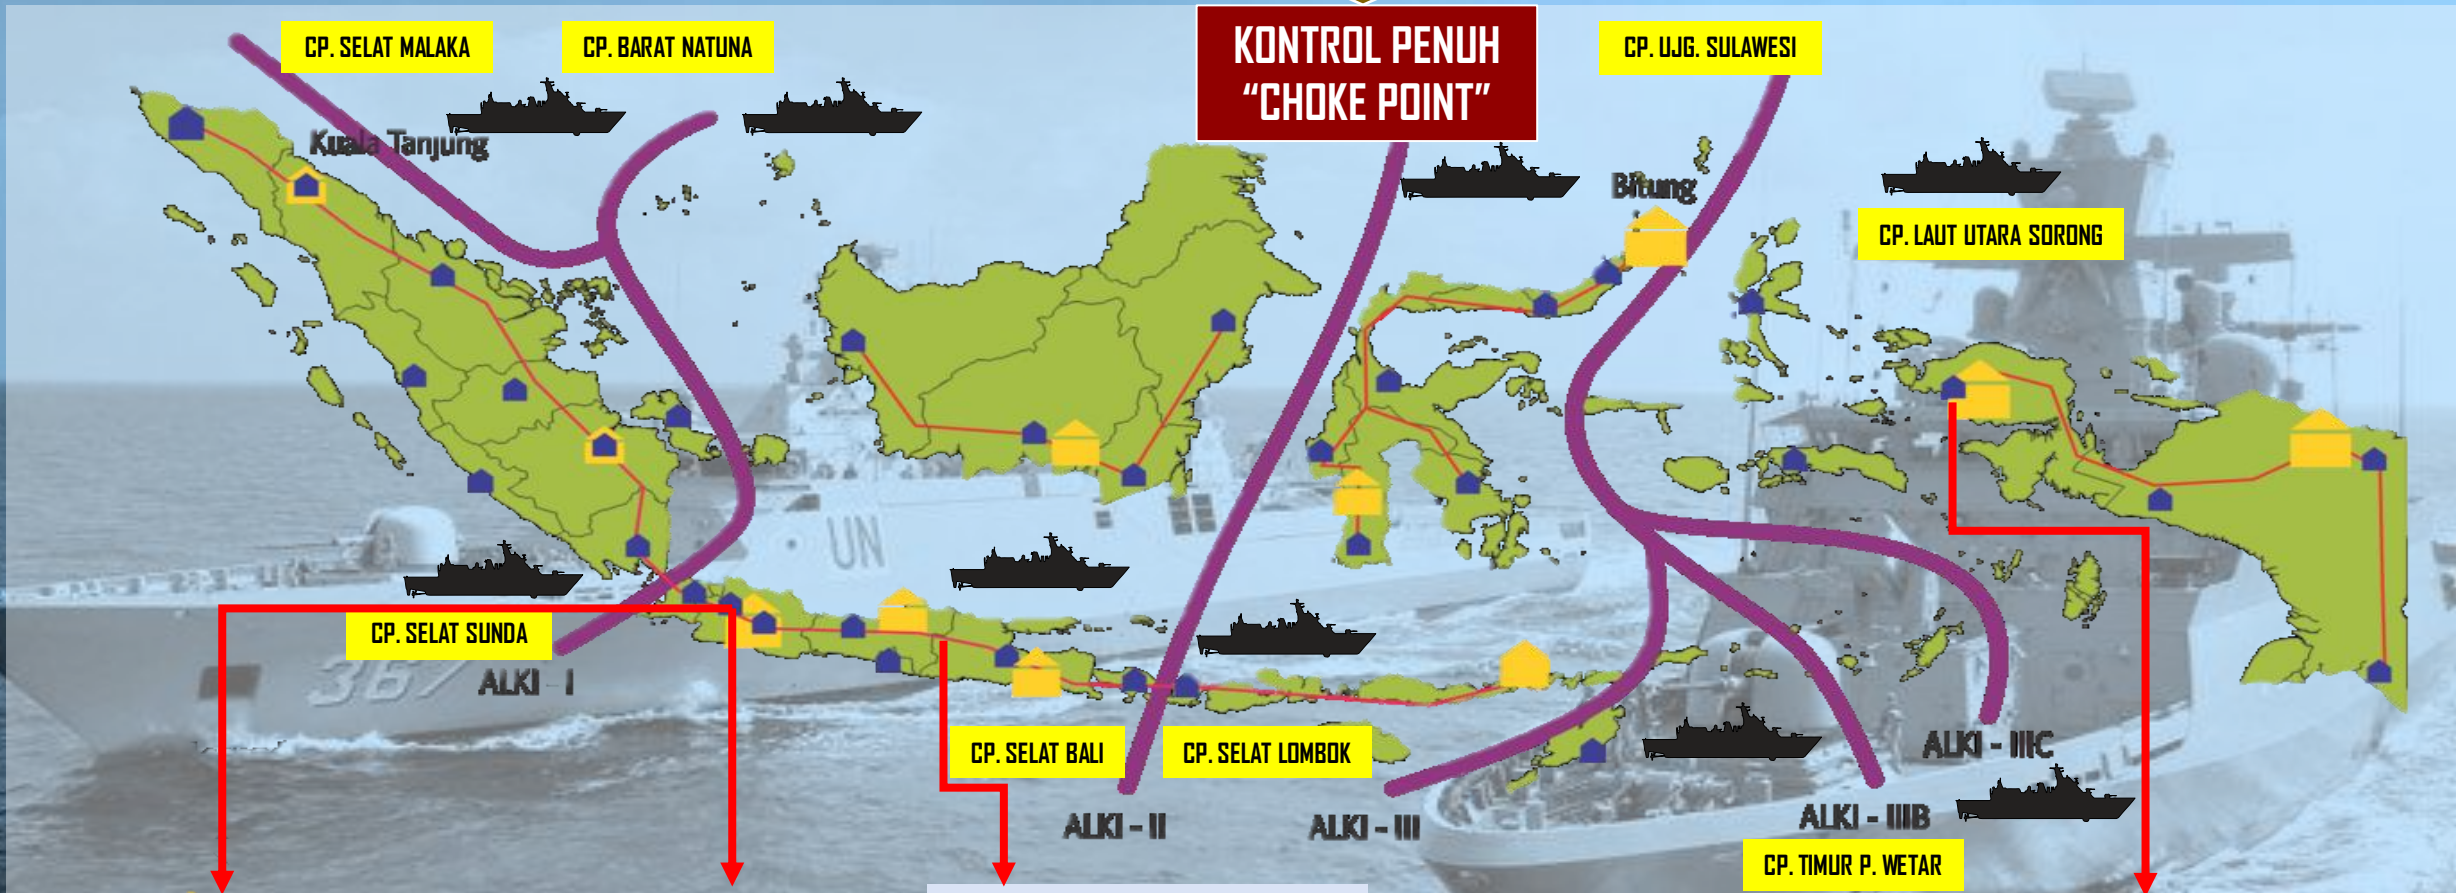 CP. SELAT MALAKA
CP. BARAT NATUNA
KONTROL PENUH
“CHOKE POINT”
CP. UJG. SULAWESI
Kuala Tanjung
Bitung
CP. LAUT UTARA SORONG
UN
CP. SELAT SUNDA
367
ALKI - I
CP. SELAT BALI
CP. SELAT LOMBOK
ALKI - IIIC
ALKI - II
ALKI - III
ALKI - IIIB
CP. TIMUR P. WETAR